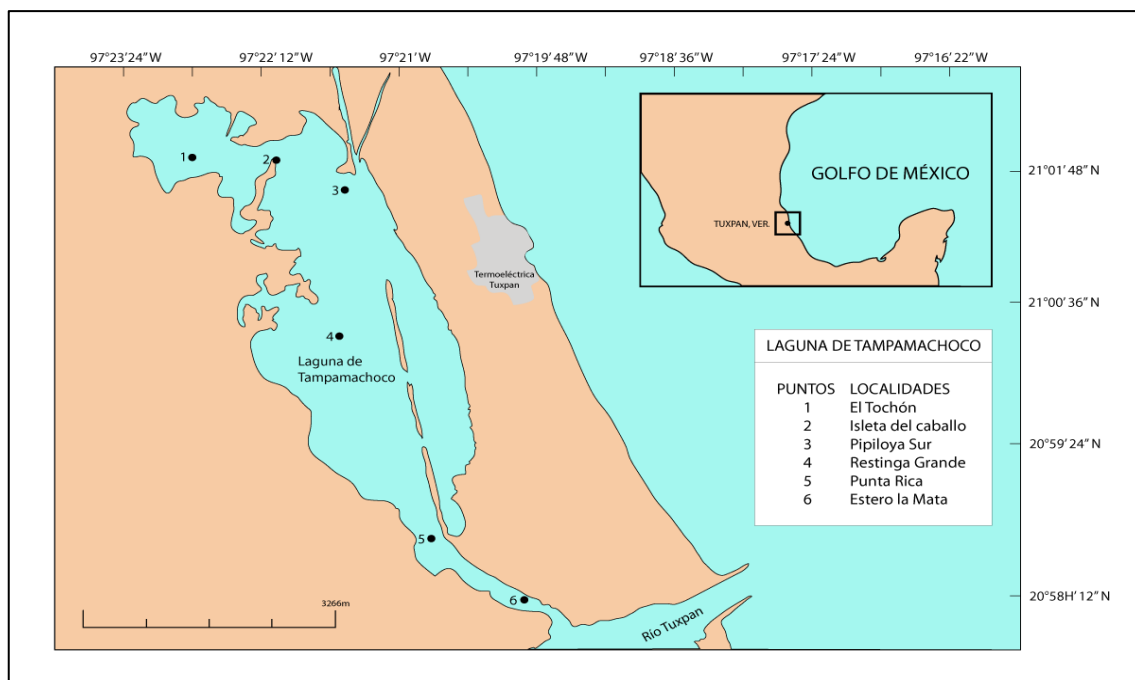 97°23'24"W 97°22'12"W 97°21'W 97°19'48"W 97°18'36"W 97°17'24"W 97°16'22"W
GOLFO DE MÉXICO
TUXPAN, VER.
21°01'48" N
21°00'36" N
20°59'24" N
20°58H'12" N
1
2
3
Termoeléctrica
Tuxpan
4
Laguna de
Tampamachoco
5
6
Río Tuxpan
3266m
LAGUNA DE TAMPAMACHOCO
PUNTOS LOCALIDADES
1 El Tochón
2 Isleta del caballo
3 Pipiloya Sur
4 Restinga Grande
5 Punta Rica
6 Estero la Mata